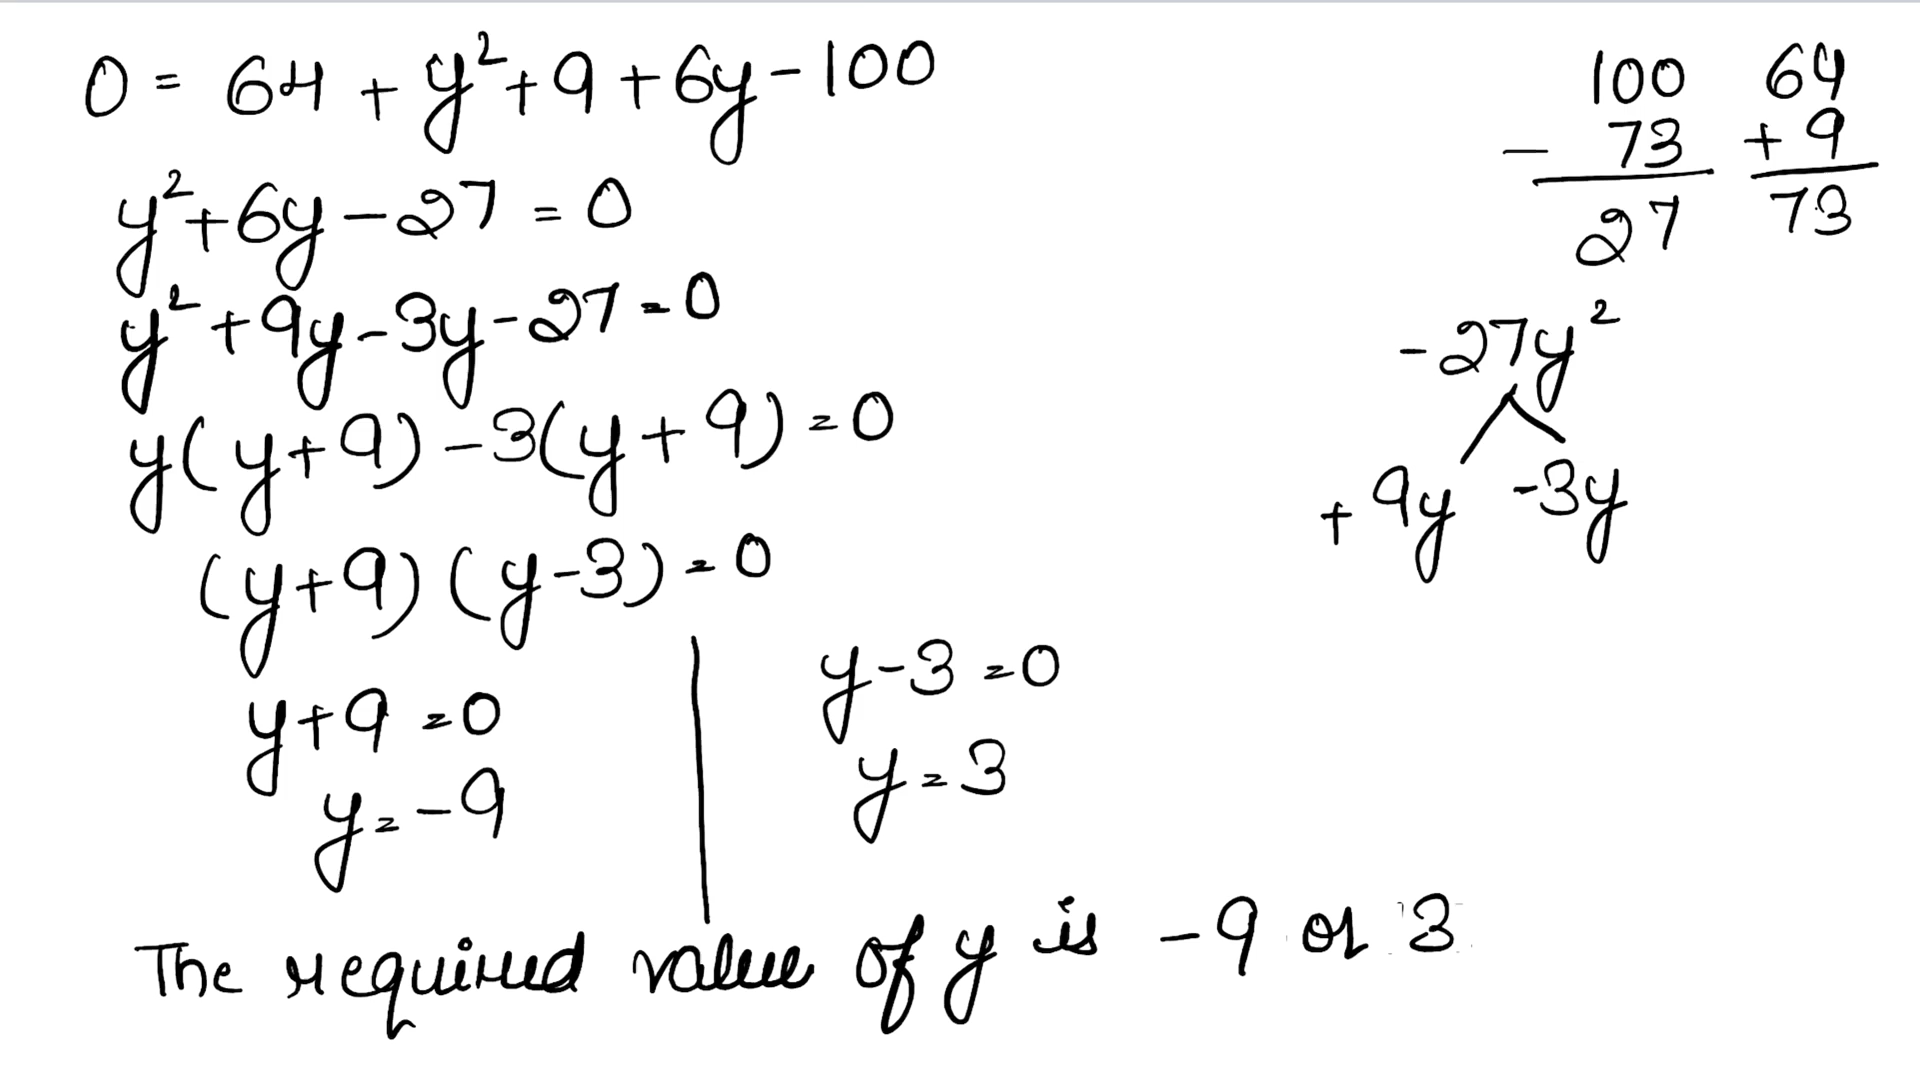 0 = 64 + y² + 9 + 6y - 100
y² + 6y - 27 = 0
y² + 9y - 3y - 27 = 0
y(y + 9) - 3(y + 9) = 0
(y + 9) (y - 3) = 0
y + 9 = 0
y = -9
y - 3 = 0
y = 3
The required value of y is -9 or 3
100
- 73
27
64
+ 9
73
-27y²
+ 9y -3y